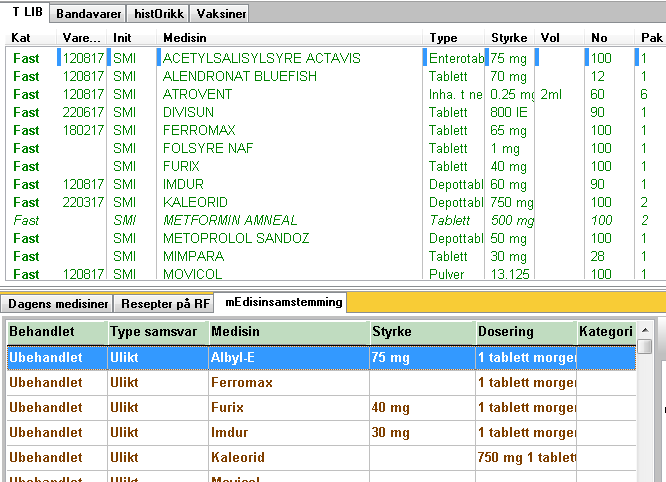 T LIB Bandavarer histOrikk Vaksiner
Kat Vare... Init Medisin Type Styrke Vol No Pak
Fast 120817 SMI ACETYLSALISYLSYRE ACTAVIS Enterotab 75 mg 100 1
Fast 120817 SMI ALENDRONAT BLUEFISH Tablett 70 mg 12 1
Fast 120817 SMI ATROVENT Inha. t ne 0.25 mg 2ml 60 6
Fast 220617 SMI DIVISUN Tablett 800 IE 90 1
Fast 180217 SMI FERROMAX Tablett 65 mg 100 1
Fast SMI FOLSYRE NAF Tablett 1 mg 100 1
Fast SMI FURIX Tablett 40 mg 100 1
Fast 120817 SMI IMDUR Depottabl 60 mg 90 1
Fast 220317 SMI KALEORID Depottabl 750 mg 100 2
Fast SMI METFORMIN AMNEAL Tablett 500 mg 100 2
Fast SMI METOPROLOL SANDOZ Depottabl 50 mg 100 1
Fast SMI MIMPARA Tablett 30 mg 28 1
Fast 120817 SMI MOVICOL Pulver 13.125 100 1
Dagens medisiner Resepter på RF mEdisinsamstemming
Behandlet Type samsvar Medisin Styrke Dosering Kategori
Ubehandlet Ulikt Albyl-E 75 mg 1 tablett morgen
Ubehandlet Ulikt Ferromax 1 tablett morgen
Ubehandlet Ulikt Furix 40 mg 1 tablett morgen
Ubehandlet Ulikt Imdur 30 mg 1 tablett morgen
Ubehandlet Ulikt Kaleorid 750 mg 1 tablett
Ubehandlet Ulikt Movicol